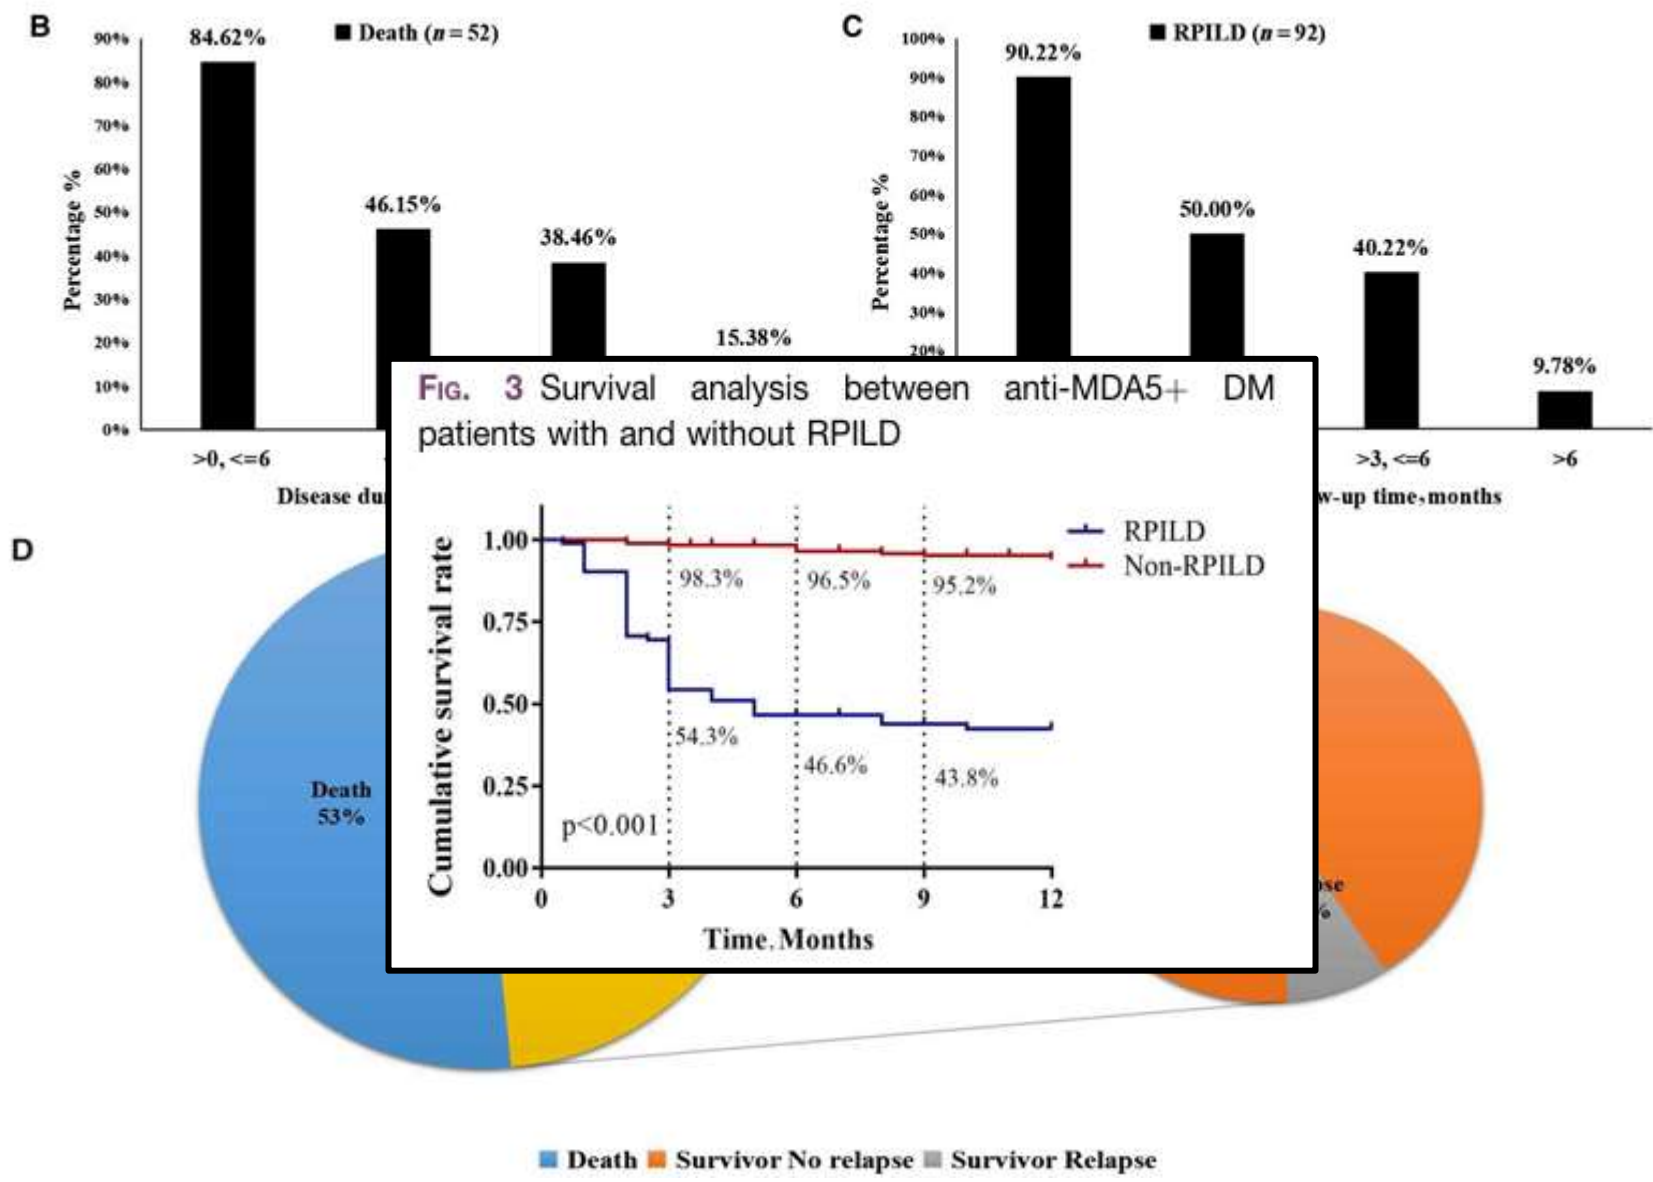 B
Death (n = 52)
90%
80%
70%
60%
50%
40%
30%
20%
10%
0%
Percentage %
84.62%
46.15%
38.46%
15.38%
>0, <=6
Disease
C
RPILD (n = 92)
100%
90%
80%
70%
60%
50%
40%
30%
20%
Percentage %
90.22%
50.00%
40.22%
9.78%
>3, <=6
>6
time, months
FIG. 3 Survival analysis between anti-MDA5+ DM
patients with and without RPILD
Cumulative survival rate
1.00
0.75
0.50
0.25
0.00
98.3%
96.5%
95.2%
54.3%
46.6%
43.8%
p<0.001
0
3
6
9
12
Time, Months
RPILD
Non-RPILD
D
Death
53%
%
Death
Survivor No relapse
Survivor Relapse